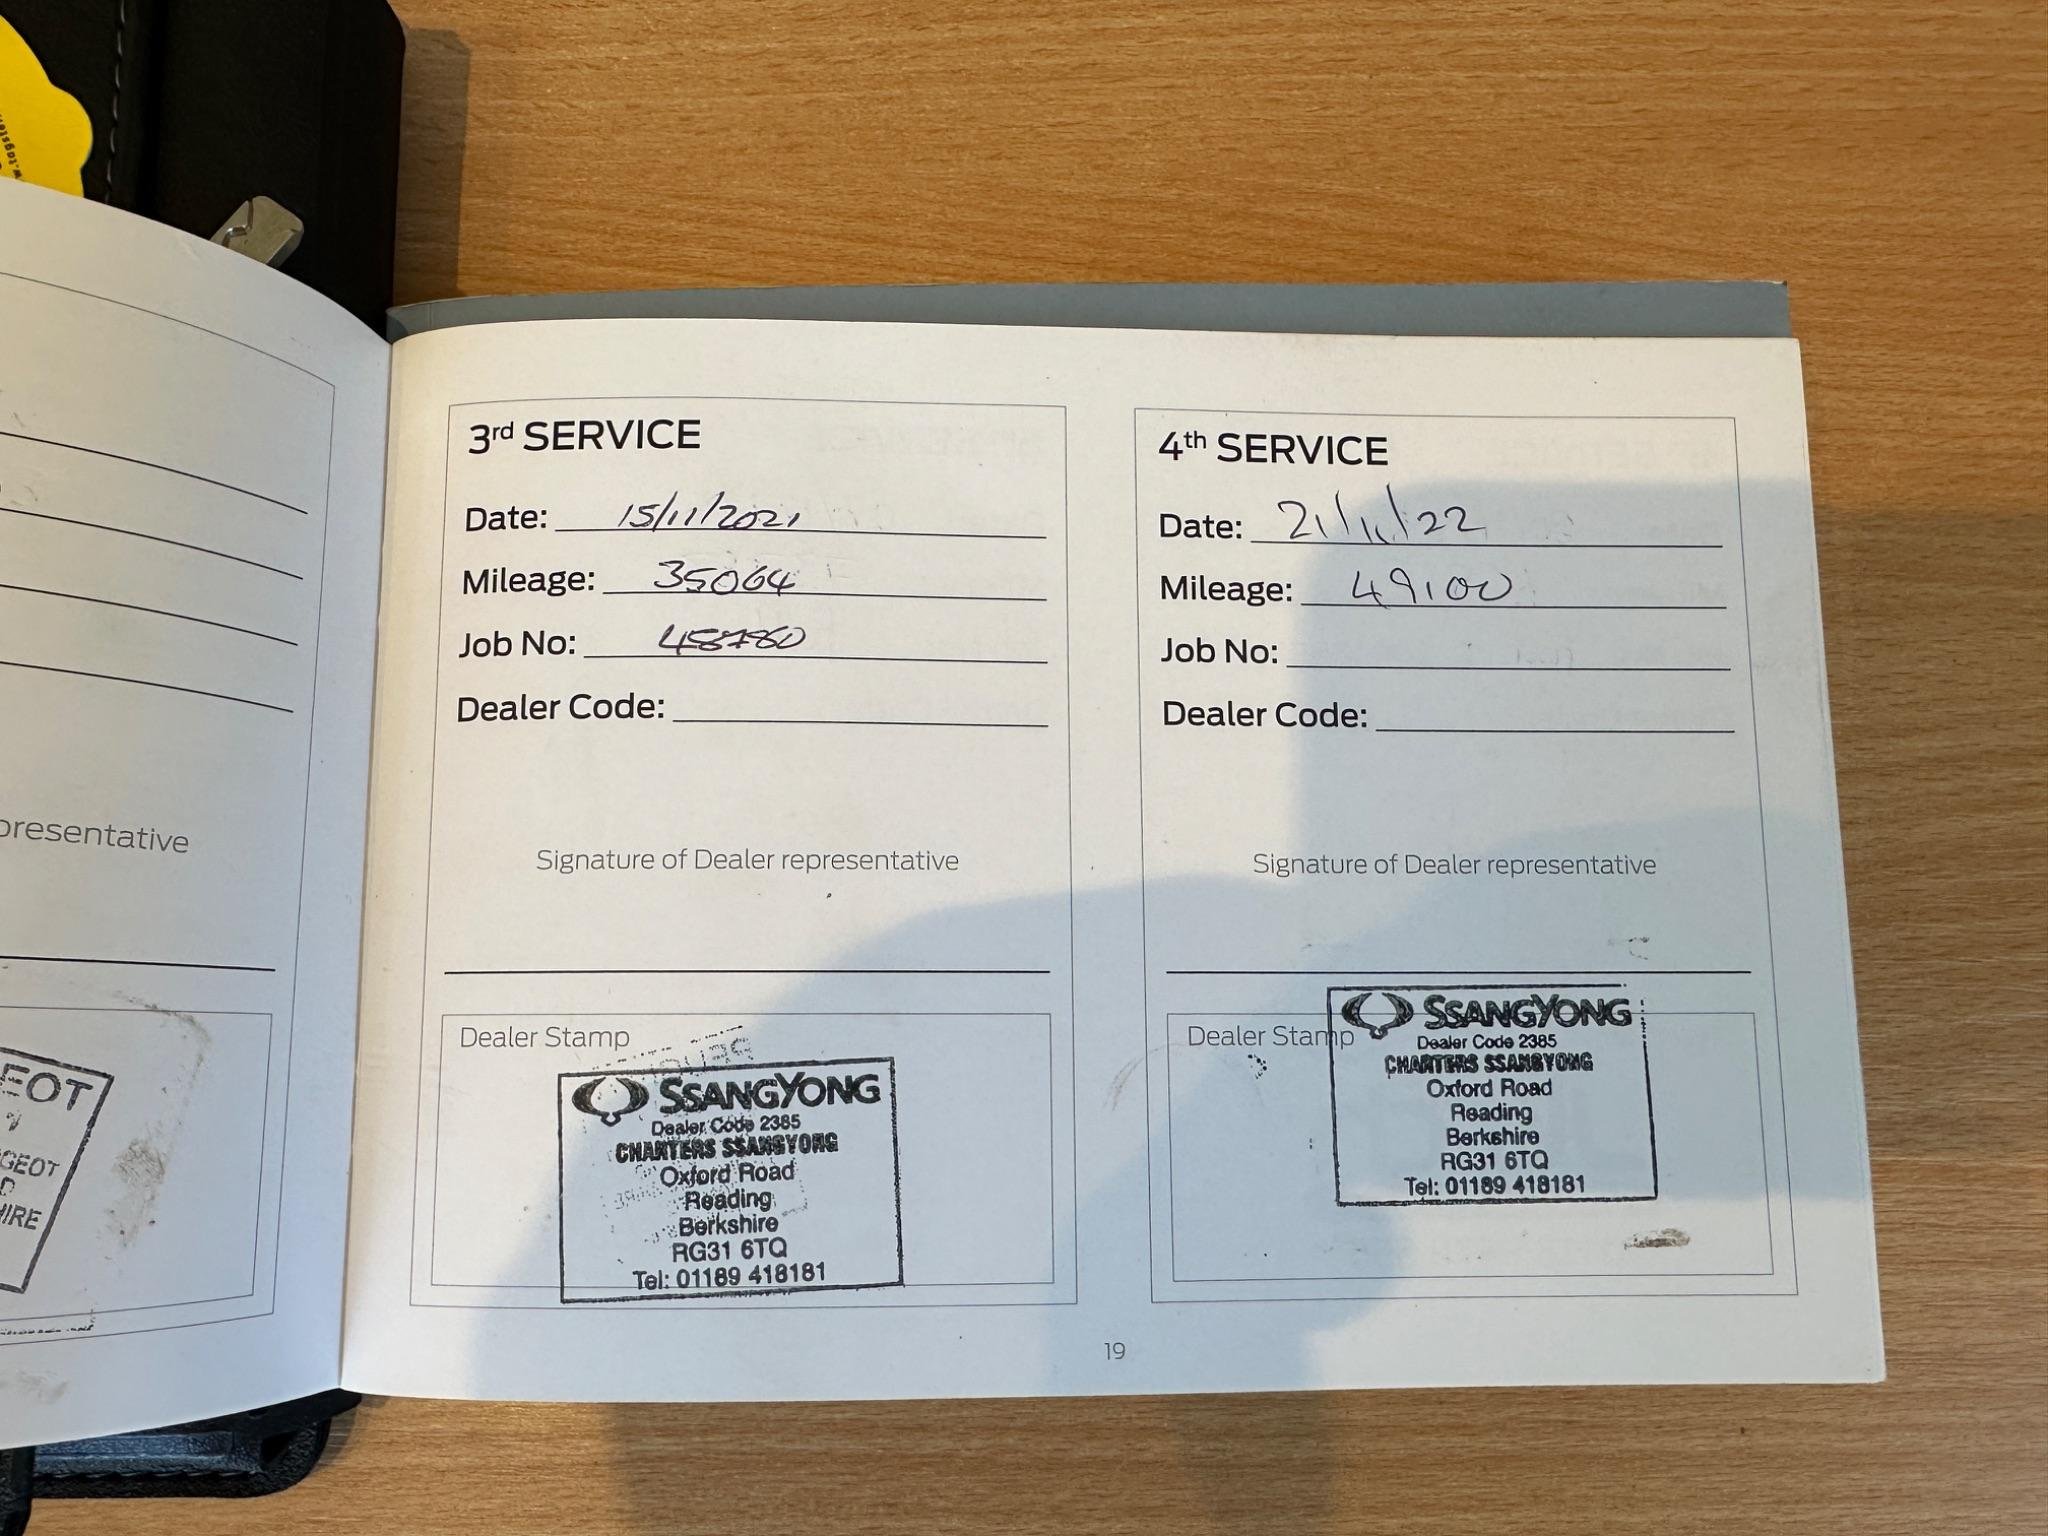 presentative
EOT
GEOT
HIRE
3rd SERVICE
Date: 15/11/2021
Mileage: 35064
Job No:
Dealer Code:
Signature of Dealer representative
Dealer Stamp
SSANGYONG
Dealer Code 2385
CHARTERS SSANGYONG
Oxford Road
Reading
Berkshire
RG31 6TQ
Tel: 01189 418181
4th SERVICE
Date: 21/11/22
Mileage: 49100
Job No:
Dealer Code:
Signature of Dealer representative
Dealer Stamp
SSANGYONG
Dealer Code 2385
CHARTERS SSANGYONG
Oxford Road
Reading
Berkshire
RG31 6TQ
Tel: 01189 418181
19